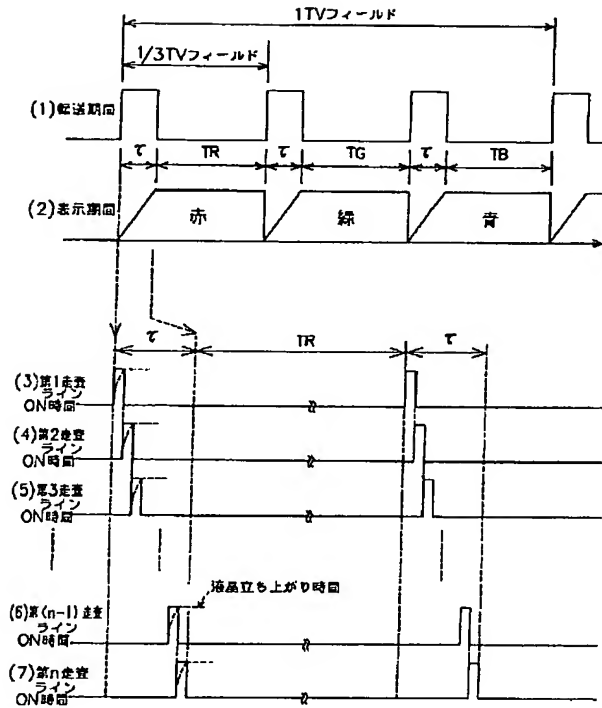 1TVフィールド
1/3TVフィールド
(1)転送期間
τ TR τ TG τ TB
(2)表示期間
赤 緑 青
τ TR τ
(3)第1走査
ライン
ON時間
(4)第2走査
ライン
ON時間
(5)第3走査
ライン
ON時間
液晶立ち上がり時間
(6)第(n-1)走査
ライン
ON時間
(7)第n走査
ライン
ON時間